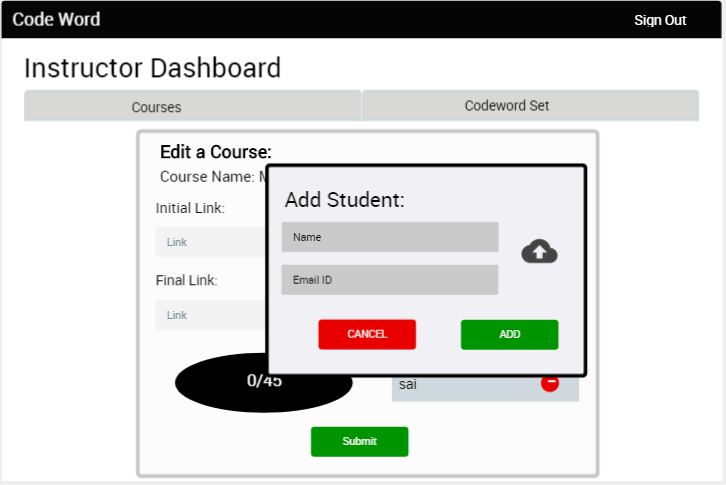 Code Word
Sign Out
Instructor Dashboard
Courses
Codeword Set
Edit a Course:
Course Name:
Initial Link:
Link
Final Link:
Link
Add Student:
Name
Email ID
CANCEL
ADD
0/45
sai
Submit